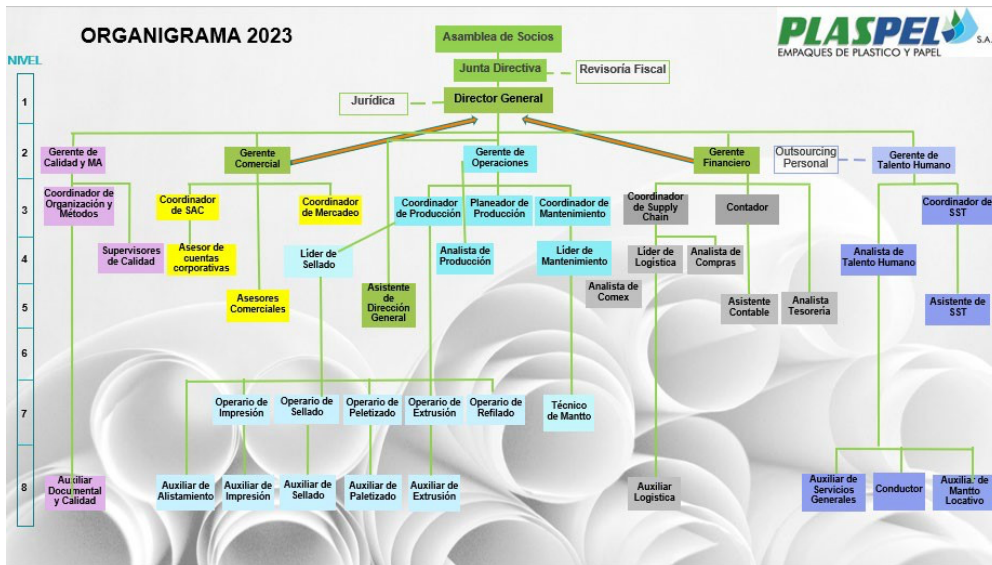 ORGANIGRAMA 2023
PLASPEL S.A.
EMPAQUES DE PLASTICO Y PAPEL
NIVEL
Asamblea de Socios
Junta Directiva
Revisoría Fiscal
1
Jurídica
Director General
2
Gerente de
Calidad y MA
Gerente
Comercial
Gerente de
Operaciones
Gerente
Financiero
Outsourcing
Personal
Gerente de
Talento Humano
3
Coordinador de
Organización y
Métodos
Coordinador
de SAC
Coordinador
de Mercadeo
Coordinador
de Producción
Planeador de
Producción
Coordinador de
Mantenimiento
Coordinador
de Supply
Chain
Contador
Coordinador
de SST
4
Supervisores
de Calidad
Asesor de
cuentas
corporativas
Líder de
Sellado
Analista de
Producción
Líder de
Mantenimiento
Líder de
Logística
Analista de
Compras
Analista de
Talento Humano
5
Asesores
Comerciales
Asistente
de
Dirección
General
Analista de
Comex
Asistente
Contable
Analista
Tesorería
Asistente de
SST
6
7
Operario de
Impresión
Operario de
Sellado
Operario de
Peletizado
Operario de
Extrusión
Operario de
Refilado
Técnico
de Mantto
8
Auxiliar
Documental
y Calidad
Auxiliar de
Alistamiento
Auxiliar de
Impresión
Auxiliar de
Sellado
Auxiliar de
Paletizado
Auxiliar de
Extrusión
Auxiliar
Logistica
Auxiliar de
Servicios
Generales
Conductor
Auxiliar de
Mantto
Locativo